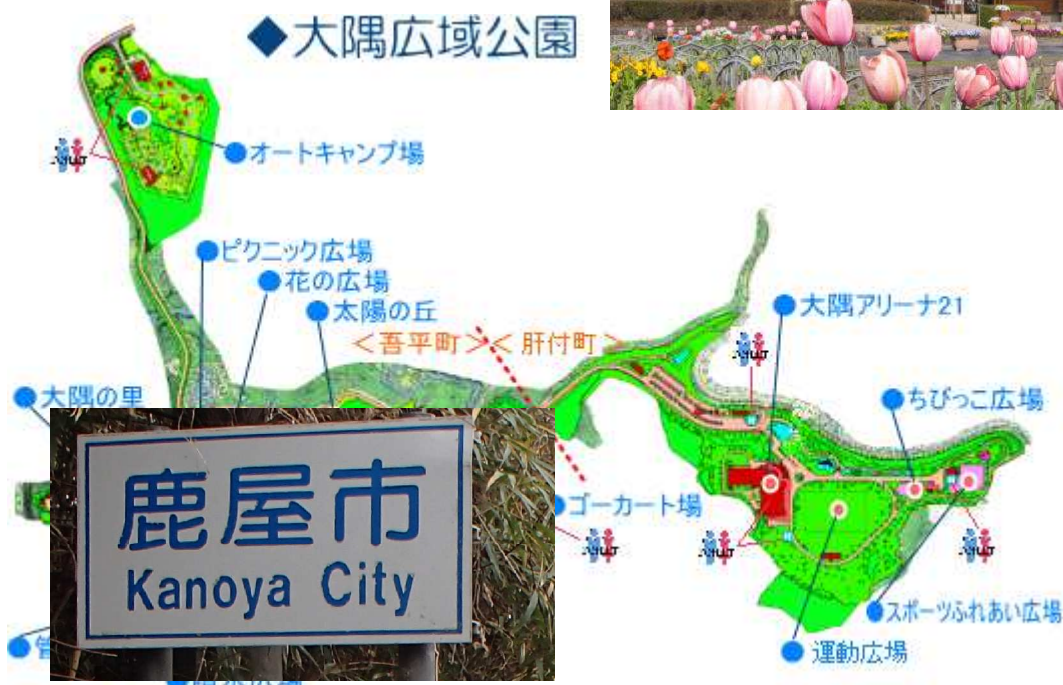 ◆大隅広域公園
オートキャンプ場
ピクニック広場
花の広場
太陽の丘
大隅アリーナ21
＜吾平町＞＜肝付町＞
大隅の里
ちびっこ広場
鹿屋市
Kanoya City
ゴーカート場
スポーツふれあい広場
運動広場